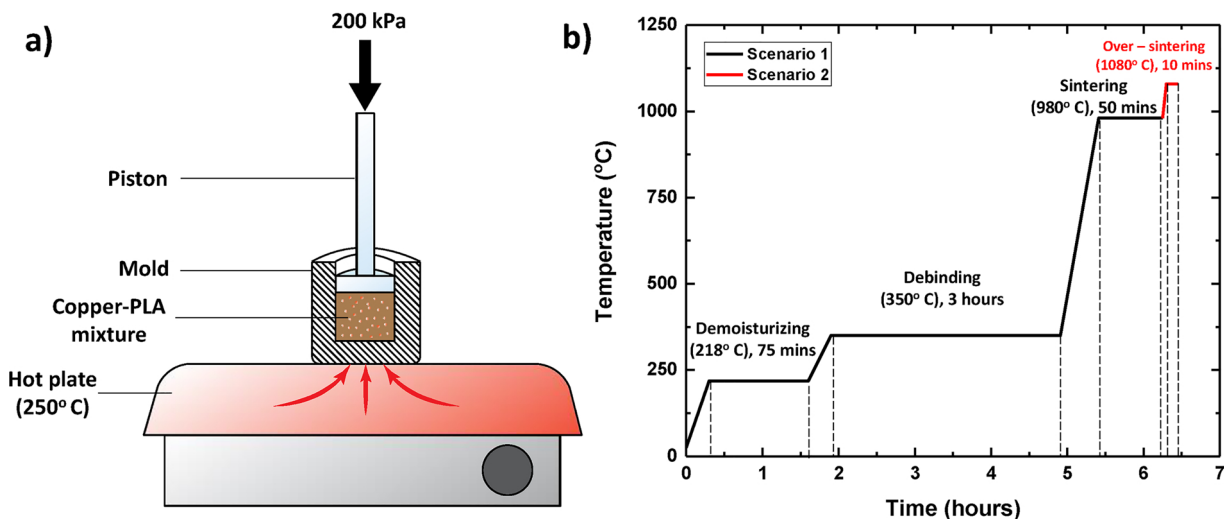 a)
200 kPa
Piston
Mold
Copper-PLA
mixture
Hot plate
(250° C)
b)
Scenario 1
Scenario 2
Over – sintering
(1080° C), 10 mins
Sintering
(980° C), 50 mins
Debinding
(350° C), 3 hours
Demoisturizing
(218° C), 75 mins
Temperature (°C)
1250
1000
750
500
250
0
0 1 2 3 4 5 6 7
Time (hours)